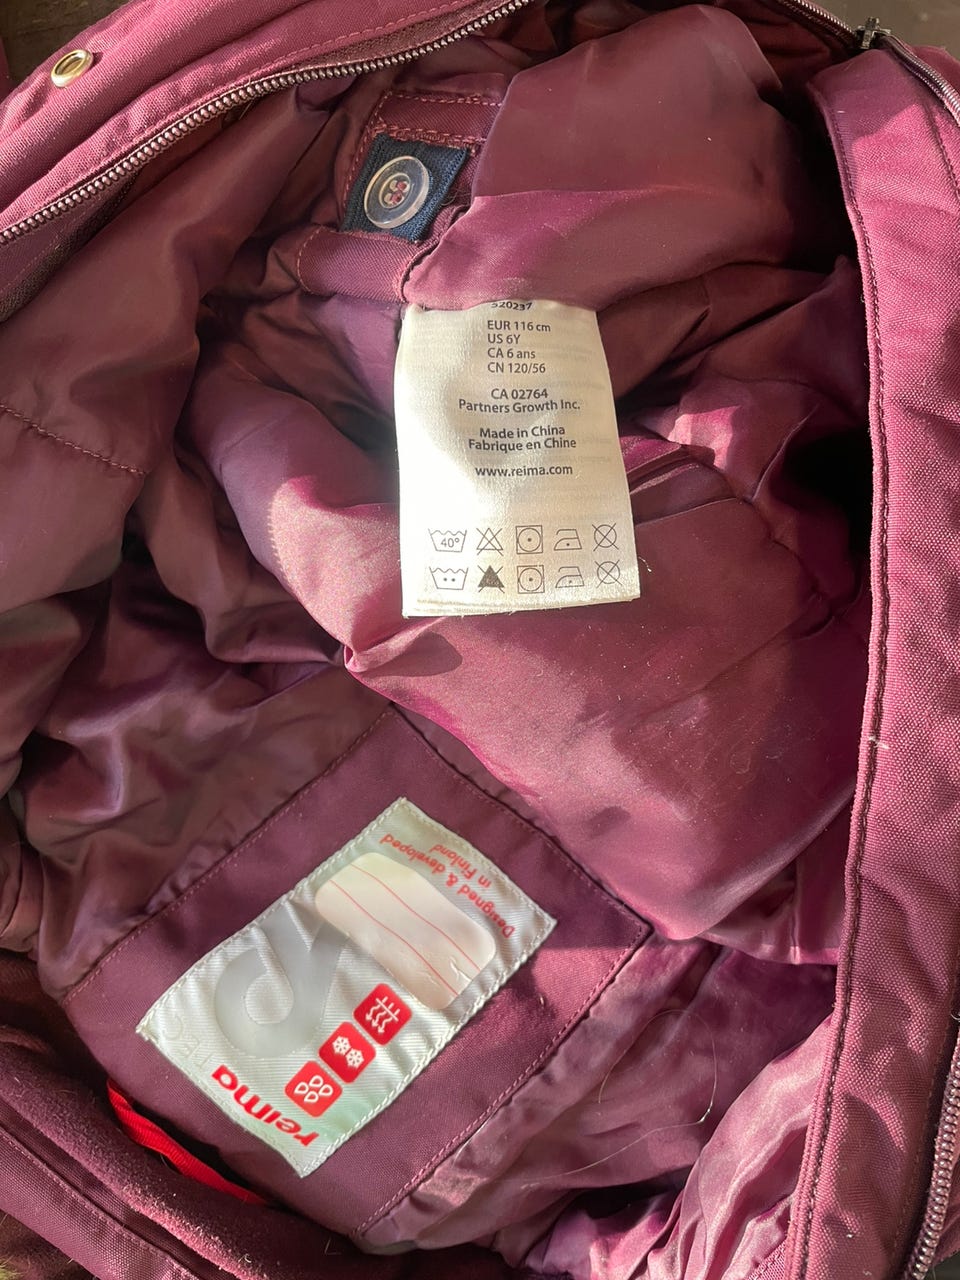 520237
EUR 116 cm
US 6Y
CA 6 ans
CN 120/56
CA 02764
Partners Growth Inc.
Made in China
Fabrique en Chine
www.reima.com
40°
Designed & developed
in Finland
reima
TEC